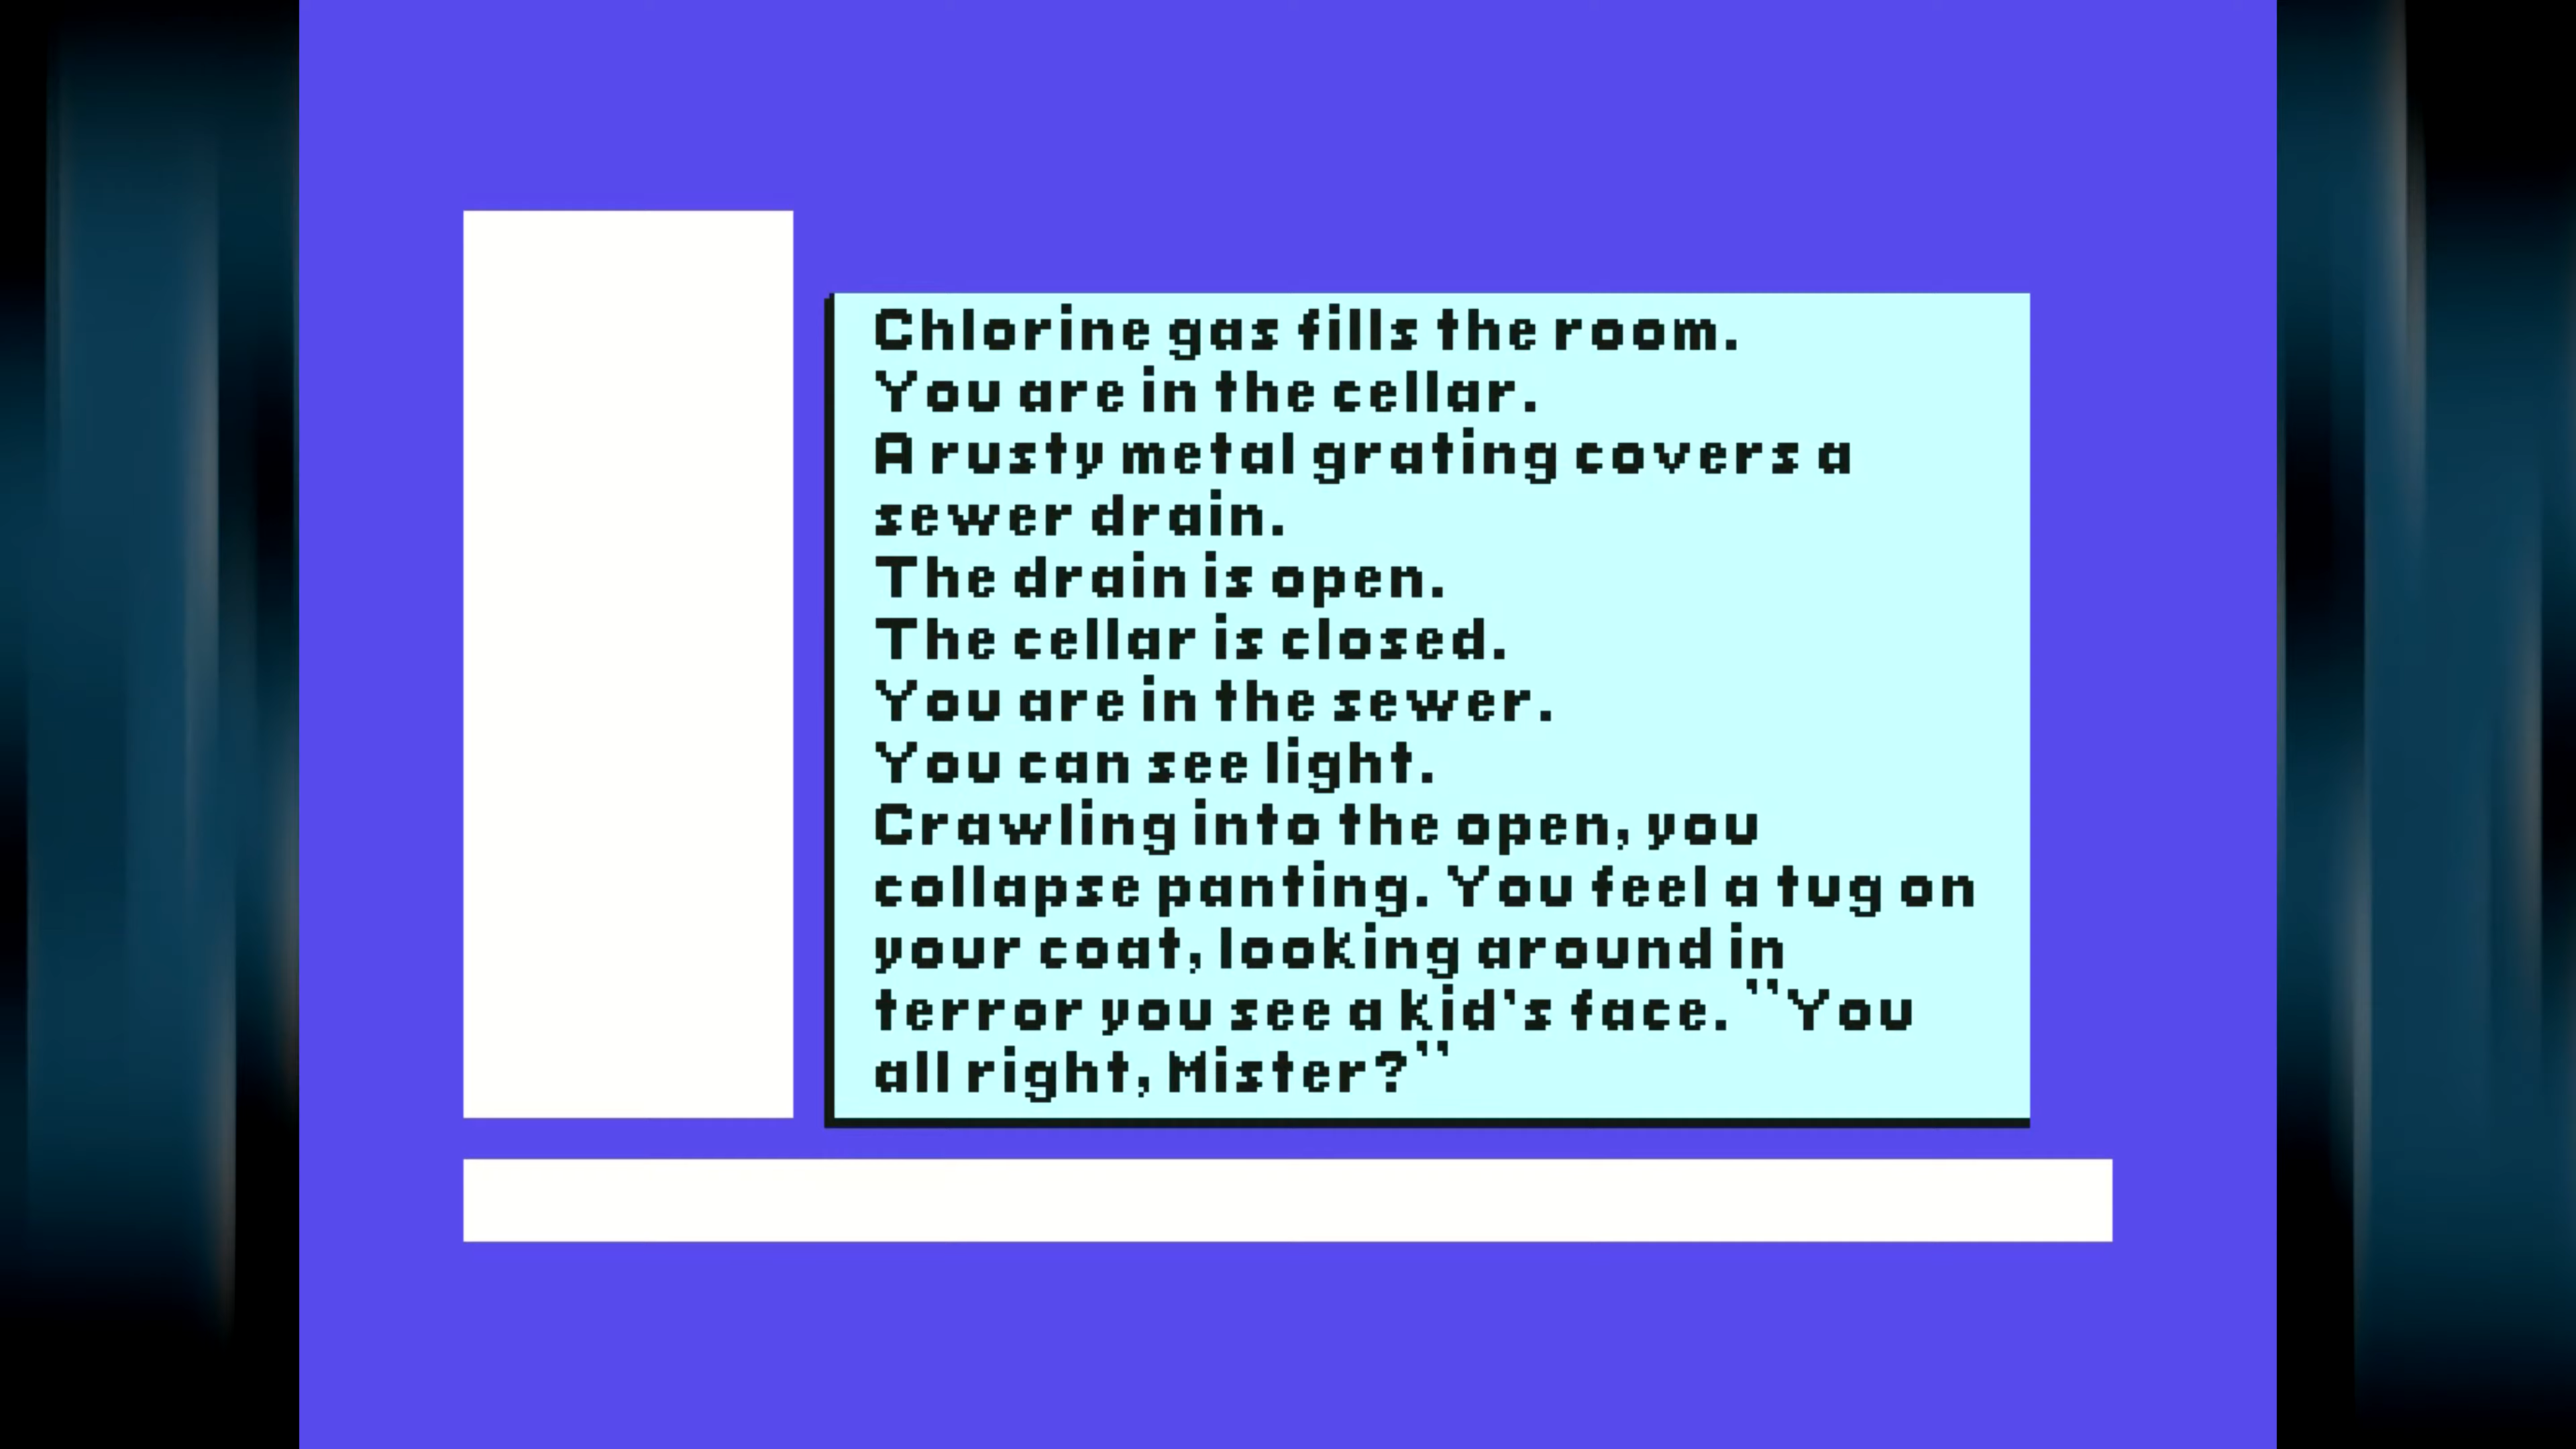 Chlorine gas fills the room.
You are in the cellar.
A rusty metal grating covers a
sewer drain.
The drain is open.
The cellar is closed.
You are in the sewer.
You can see light.
Crawling into the open, you
collapse panting. You feel a tug on
your coat, looking around in
terror you see a kid's face. "You
all right, Mister?"